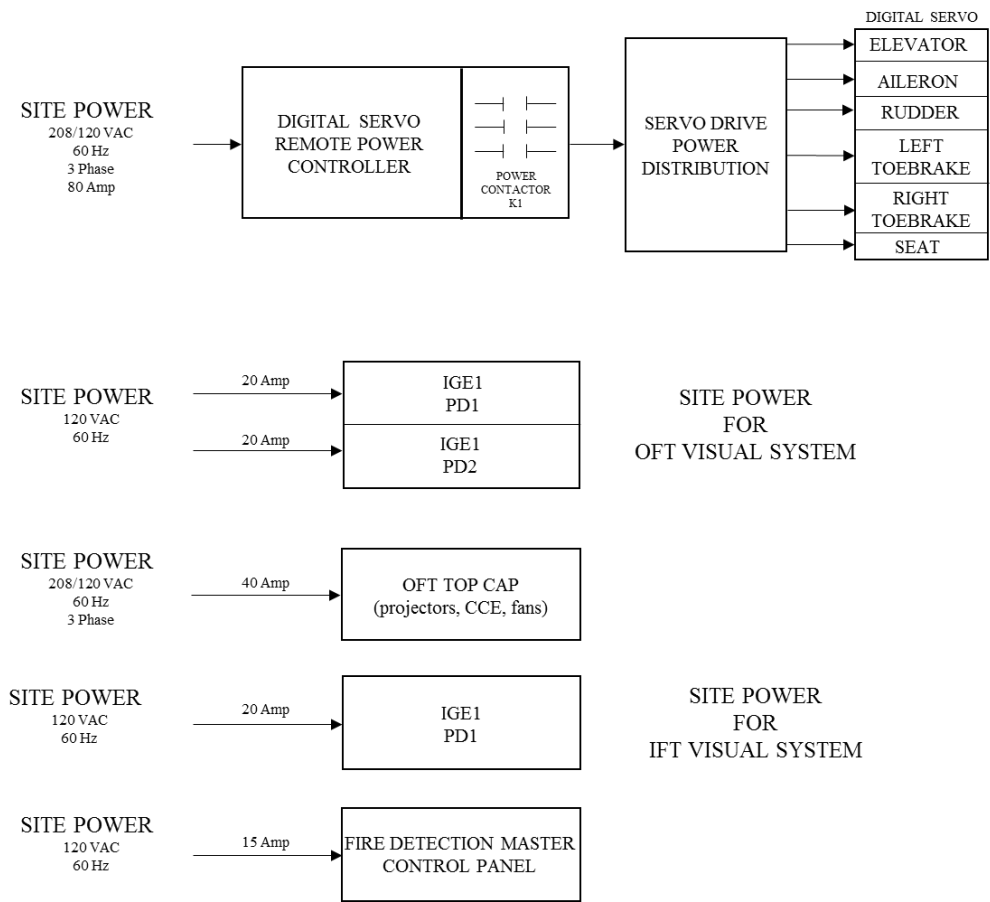 DIGITAL SERVO
SITE POWER
208/120 VAC
60 Hz
3 Phase
80 Amp
DIGITAL SERVO
REMOTE POWER
CONTROLLER
POWER
CONTACTOR
K1
SERVO DRIVE
POWER
DISTRIBUTION
ELEVATOR
AILERON
RUDDER
LEFT
TOEBRAKE
RIGHT
TOEBRAKE
SEAT
SITE POWER
120 VAC
60 Hz
20 Amp
20 Amp
IGE1
PD1
IGE1
PD2
SITE POWER
FOR
OFT VISUAL SYSTEM
SITE POWER
208/120 VAC
60 Hz
3 Phase
40 Amp
OFT TOP CAP
(projectors, CCE, fans)
SITE POWER
120 VAC
60 Hz
20 Amp
IGE1
PD1
SITE POWER
FOR
IFT VISUAL SYSTEM
SITE POWER
120 VAC
60 Hz
15 Amp
FIRE DETECTION MASTER
CONTROL PANEL